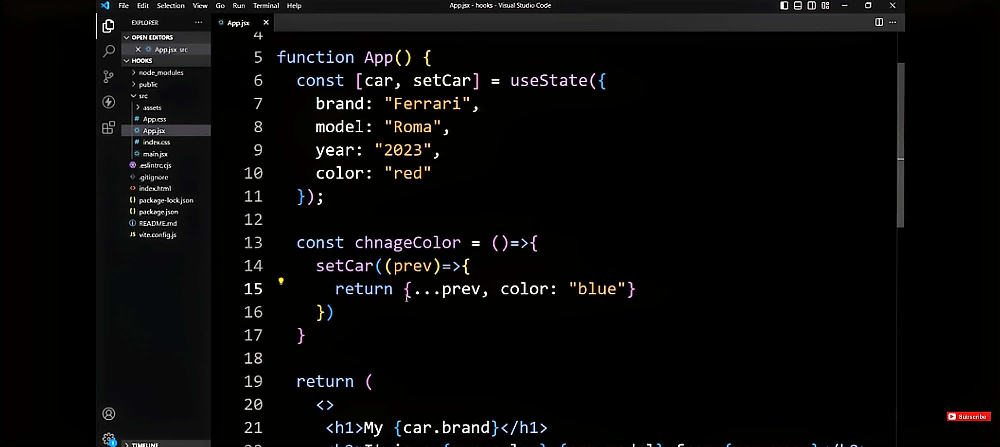 File Edit Selection View Go Run Terminal Help
App.jsx - hooks - Visual Studio Code
EXPLORER
OPEN EDITORS
App.jsx src
HOOKS
node_modules
public
src
assets
App.css
App.jsx
index.css
main.jsx
.eslintrc.cjs
.gitignore
index.html
package-lock.json
package.json
README.md
vite.config.js
TIMELINE
App.jsx
4
5 function App() {
6 const [car, setCar] = useState({
7 brand: "Ferrari",
8 model: "Roma",
9 year: "2023",
10 color: "red"
11 });
12
13 const chnageColor = ()=>{
14 setCar((prev)=>{
15 return {...prev, color: "blue"}
16 })
17 }
18
19 return (
20 <>
21 <h1>My {car.brand}</h1>
Subscribe